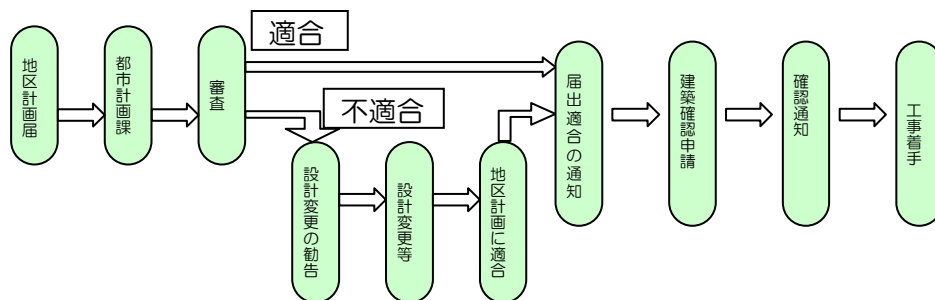 地区計画届
都市計画課
審査
適合
不適合
設計変更の勧告
設計変更等
地区計画に適合
届出適合の通知
建築確認申請
確認通知
工事着手